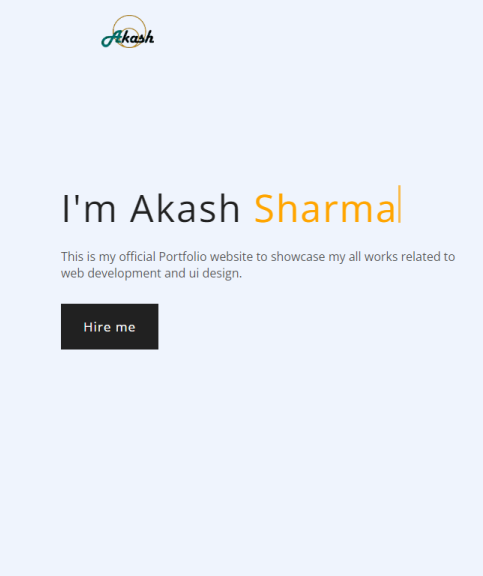 Akash
I'm Akash Sharma
This is my official Portfolio website to showcase my all works related to
web development and ui design.
Hire me